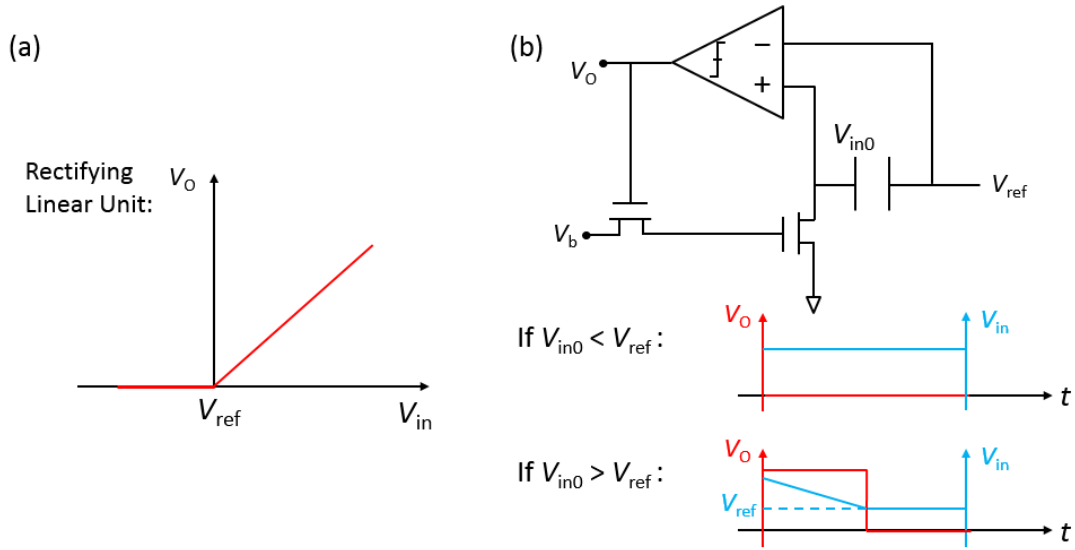 (a)
Rectifying
Linear Unit:
VO
Vref
Vin
(b)
VO
−
+
Vin0
Vref
Vb
If Vin0 < Vref :
VO
Vin
t
If Vin0 > Vref :
VO
Vin
Vref
t